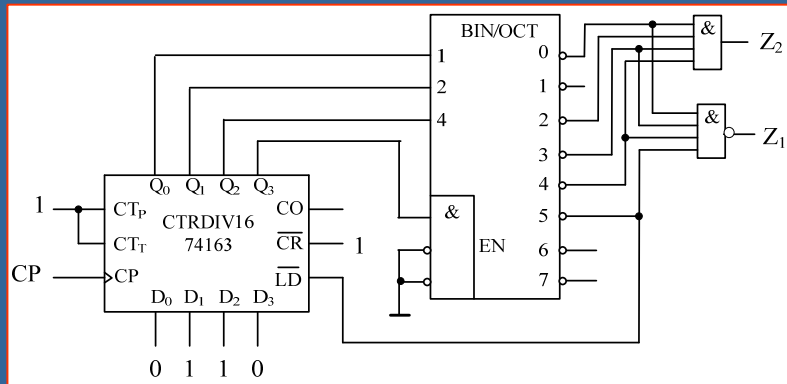 BIN/OCT
0
1
2
3
4
5
6
7
1
2
4
&
EN
&
Z2
&
Z1
Q0 Q1 Q2 Q3
1
CTP
CTT
CP
CP
CTRDIV16
74163
CO
CR
1
LD
D0 D1 D2 D3
0 1 1 0